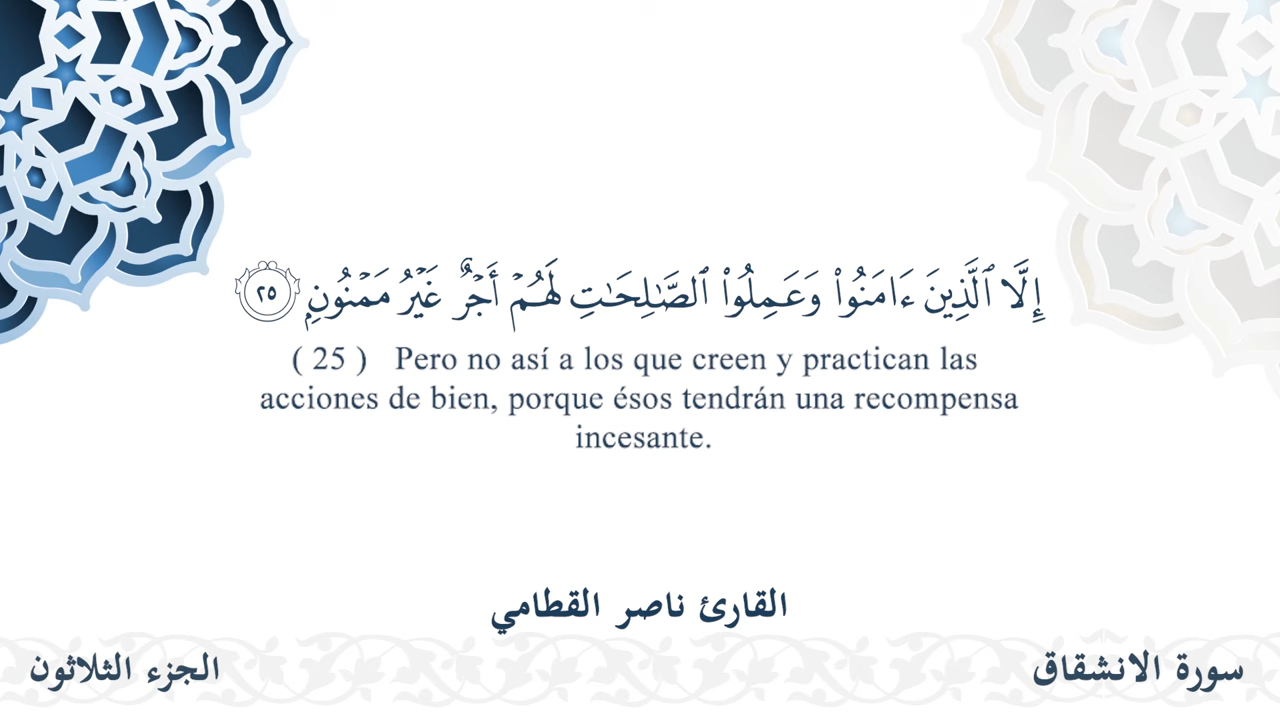 إِلَّا ٱلَّذِينَ ءَامَنُوا۟ وَعَمِلُوا۟ ٱلصَّـٰلِحَـٰتِ لَهُمۡ أَجۡرٌ غَيۡرُ مَمۡنُونِۭ ٢٥
( 25 ) Pero no así a los que creen y practican las
acciones de bien, porque ésos tendrán una recompensa
incesante.
القارئ ناصر القطامي
سورة الانشقاق
الجزء الثلاثون